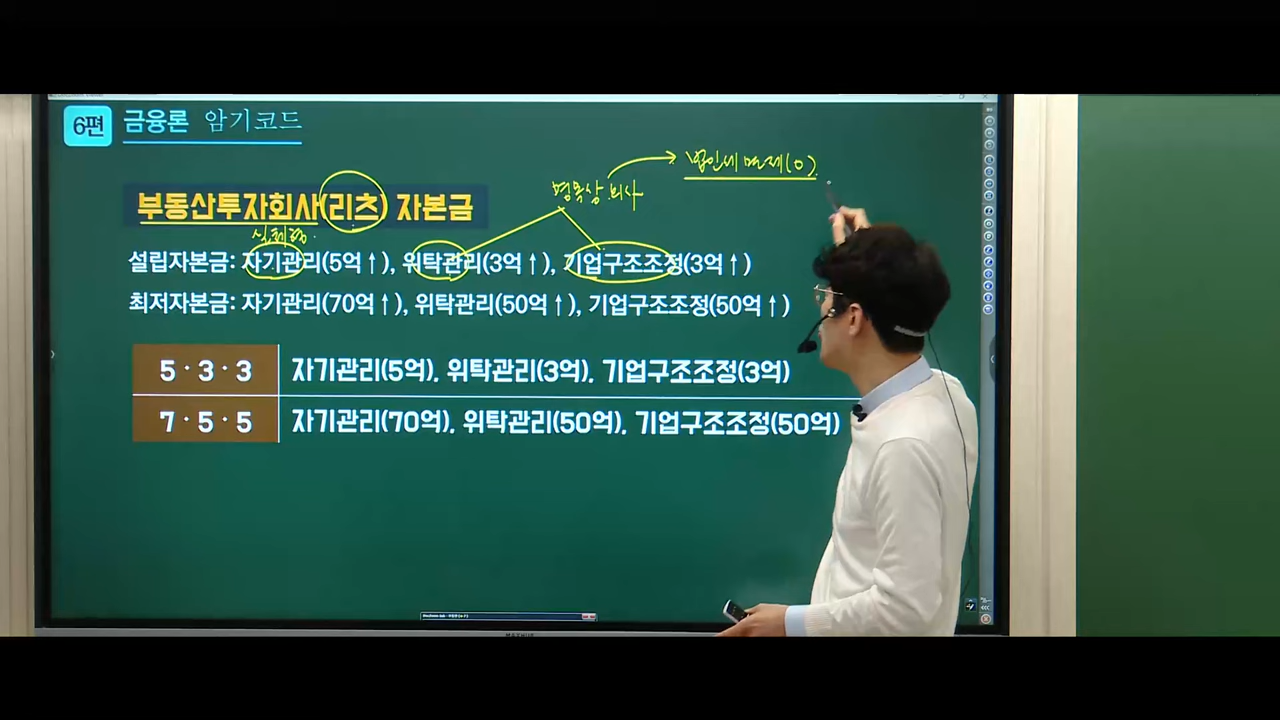 6편 금융론 암기코드
법인세 면제(O).
명목상 회사
부동산투자회사(리츠) 자본금
실체형.
설립자본금: 자기관리(5억↑), 위탁관리(3억↑), 기업구조조정(3억↑)
최저자본금: 자기관리(70억↑), 위탁관리(50억↑), 기업구조조정(50억↑)
5·3·3 자기관리(5억). 위탁관리(3억). 기업구조조정(3억)
7·5·5 자기관리(70억). 위탁관리(50억). 기업구조조정(50억)